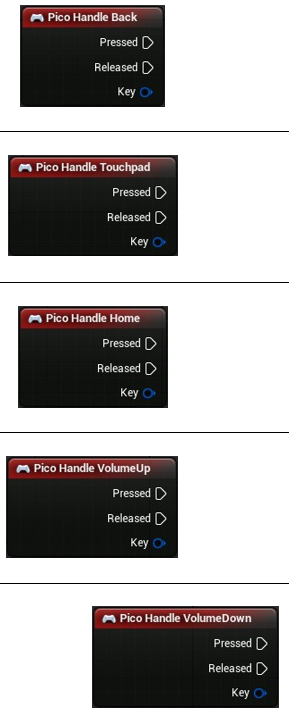 Pico Handle Back
Pressed
Released
Key
Pico Handle Touchpad
Pressed
Released
Key
Pico Handle Home
Pressed
Released
Key
Pico Handle VolumeUp
Pressed
Released
Key
Pico Handle VolumeDown
Pressed
Released
Key